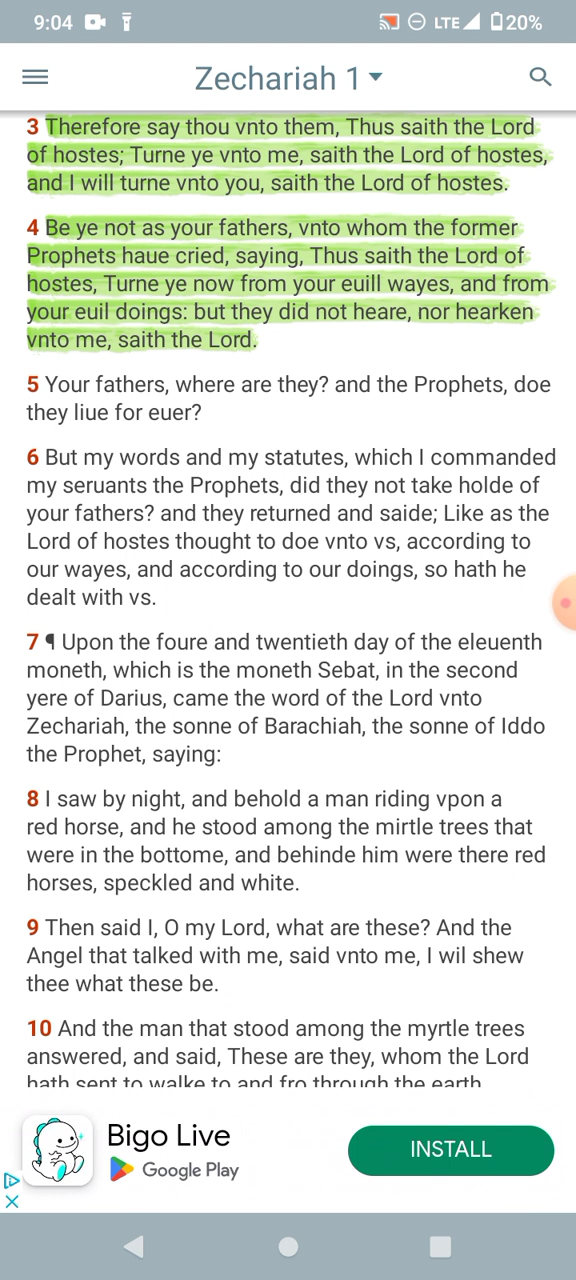 9:04 LTE 20%
Zechariah 1
3 Therefore say thou vnto them, Thus saith the Lord
of hostes; Turne ye vnto me, saith the Lord of hostes,
and I will turne vnto you, saith the Lord of hostes.
4 Be ye not as your fathers, vnto whom the former
Prophets haue cried, saying, Thus saith the Lord of
hostes, Turne ye now from your euill wayes, and from
your euil doings: but they did not heare, nor hearken
vnto me, saith the Lord.
5 Your fathers, where are they? and the Prophets, doe
they liue for euer?
6 But my words and my statutes, which I commanded
my seruants the Prophets, did they not take holde of
your fathers? and they returned and saide; Like as the
Lord of hostes thought to doe vnto vs, according to
our wayes, and according to our doings, so hath he
dealt with vs.
7 ¶ Upon the foure and twentieth day of the eleuenth
moneth, which is the moneth Sebat, in the second
yere of Darius, came the word of the Lord vnto
Zechariah, the sonne of Barachiah, the sonne of Iddo
the Prophet, saying:
8 I saw by night, and behold a man riding vpon a
red horse, and he stood among the mirtle trees that
were in the bottome, and behinde him were there red
horses, speckled and white.
9 Then said I, O my Lord, what are these? And the
Angel that talked with me, said vnto me, I wil shew
thee what these be.
10 And the man that stood among the myrtle trees
answered, and said, These are they, whom the Lord
hath sent to walke to and fro through the earth
Bigo Live
Google Play
INSTALL